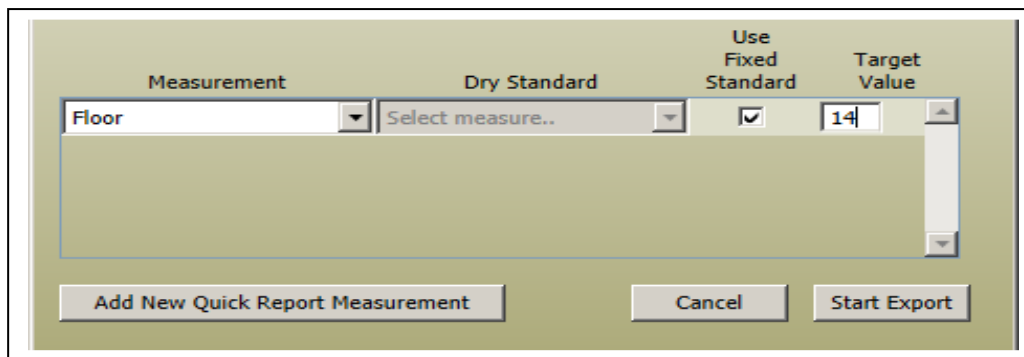 Measurement
Dry Standard
Use
Fixed
Standard
Target
Value
Floor
Select measure..
14
Add New Quick Report Measurement
Cancel
Start Export